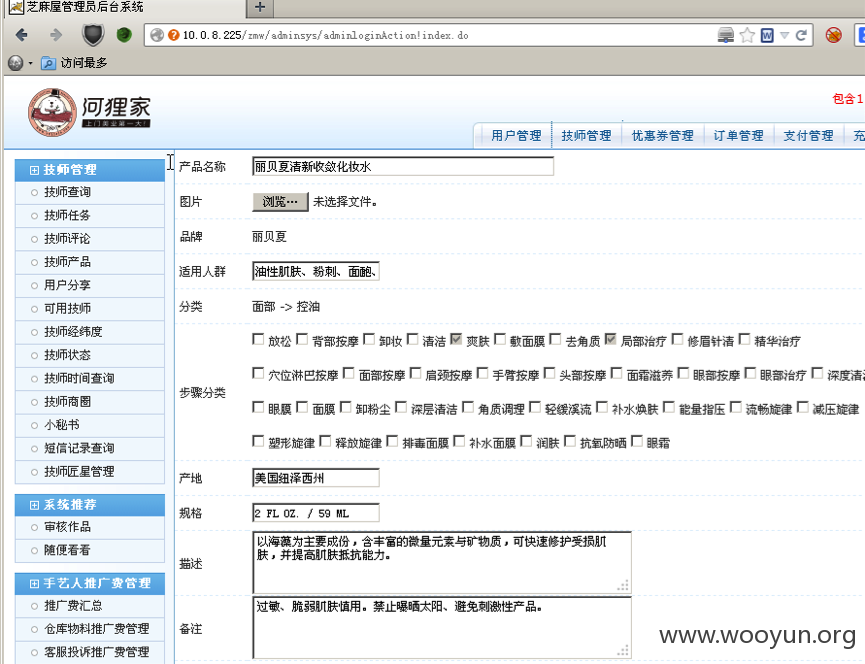 芝麻屋管理员后台系统
10.0.8.225/zmw/adminsys/adminloginAction!index.do
访问最多
河狸家
上门美业第一大!
包含1
用户管理 技师管理 优惠券管理 订单管理 支付管理 充
技师管理
技师查询
技师任务
技师评论
技师产品
用户分享
可用技师
技师经纬度
技师状态
技师时间查询
技师商圈
小秘书
短信记录查询
技师匠星管理
系统推荐
审核作品
随便看看
手艺人推广费管理
推广费汇总
仓库物料推广费管理
客服投诉推广费管理
产品名称 丽贝夏清新收敛化妆水
图片 浏览… 未选择文件。
品牌 丽贝夏
适用人群 油性肌肤、粉刺、面皰、
分类 面部 -> 控油
步骤分类
放松 背部按摩 卸妆 清洁 爽肤 敷面膜 去角质 局部治疗 修眉针清 精华治疗
穴位淋巴按摩 面部按摩 肩颈按摩 手臂按摩 头部按摩 面霜滋养 眼部按摩 眼部治疗 深度清洁
眼膜 面膜 卸粉尘 深层清洁 角质调理 轻缓溪流 补水焕肤 能量指压 流畅旋律 减压旋律
塑形旋律 释放旋律 排毒面膜 补水面膜 润肤 抗氧防晒 眼霜
产地 美国纽泽西州
规格 2 FL OZ. / 59 ML
描述 以海藻为主要成份，含丰富的微量元素与矿物质，可快速修护受损肌
肤，并提高肌肤抵抗能力。
备注 过敏、脆弱肌肤慎用。禁止曝晒太阳、避免刺激性产品。
www.wooyun.org